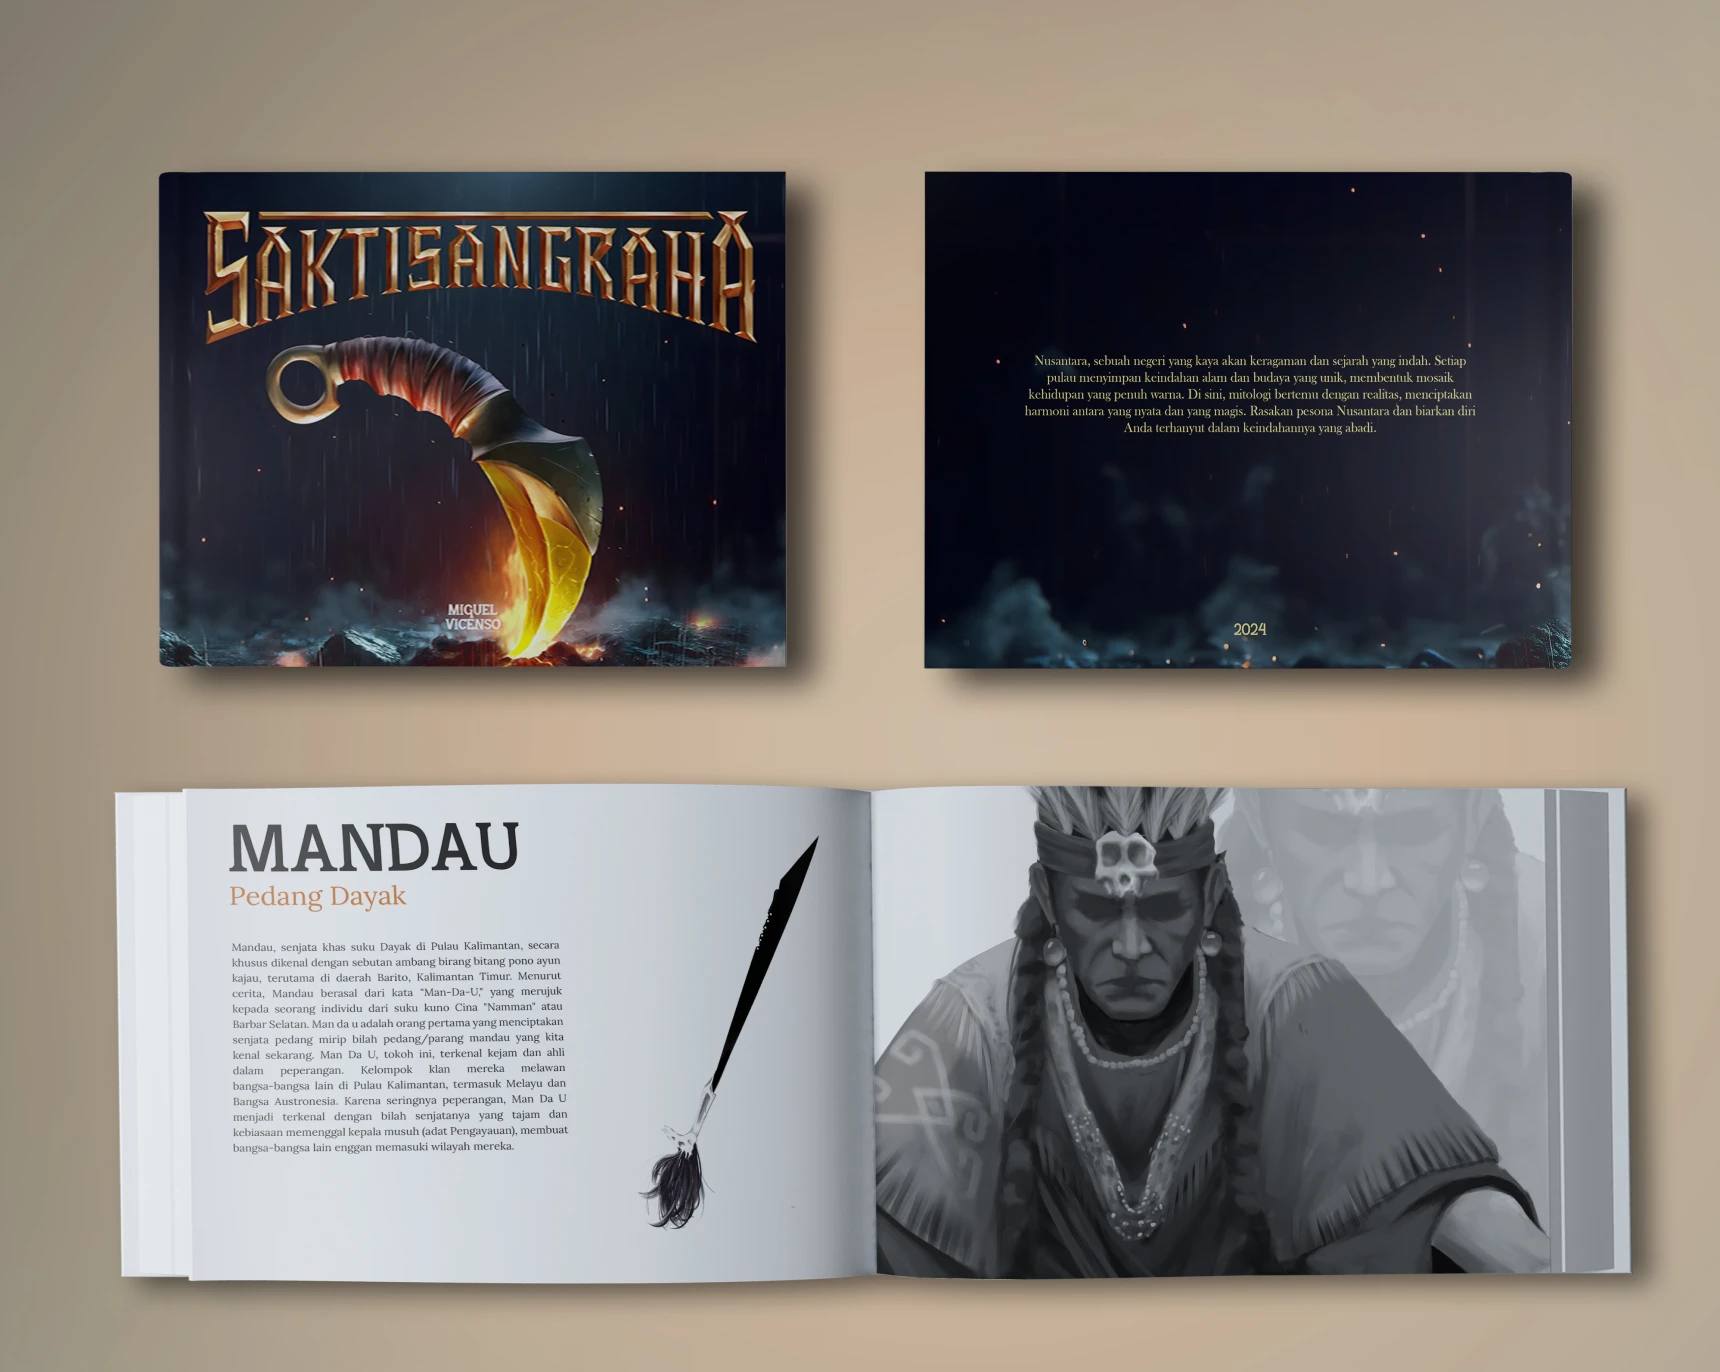 SAKTISANGRAHA
MIGUEL
VICENSO
Nusantara, sebuah negeri yang kaya akan keragaman dan sejarah yang indah. Setiap
pulau menyimpan keindahan alam dan budaya yang unik, membentuk mosaik
kehidupan yang penuh warna. Di sini, mitologi bertemu dengan realitas, menciptakan
harmoni antara yang nyata dan yang magis. Rasakan pesona Nusantara dan biarkan diri
Anda terhanyut dalam keindahannya yang abadi.
2024
MANDAU
Pedang Dayak
Mandau, senjata khas suku Dayak di Pulau Kalimantan, secara
khusus dikenal dengan sebutan ambang birang bitang pono ayun
kajau, terutama di daerah Barito, Kalimantan Timur. Menurut
cerita, Mandau berasal dari kata "Man-Da-U," yang merujuk
kepada seorang individu dari suku kuno Cina "Namman" atau
Barbar Selatan. Man da u adalah orang pertama yang menciptakan
senjata pedang mirip bilah pedang/parang mandau yang kita
kenal sekarang. Man Da U, tokoh ini, terkenal kejam dan ahli
dalam peperangan. Kelompok klan mereka melawan
bangsa-bangsa lain di Pulau Kalimantan, termasuk Melayu dan
Bangsa Austronesia. Karena seringnya peperangan, Man Da U
menjadi terkenal dengan bilah senjatanya yang tajam dan
kebiasaan memenggal kepala musuh (adat Pengayauan), membuat
bangsa-bangsa lain enggan memasuki wilayah mereka.